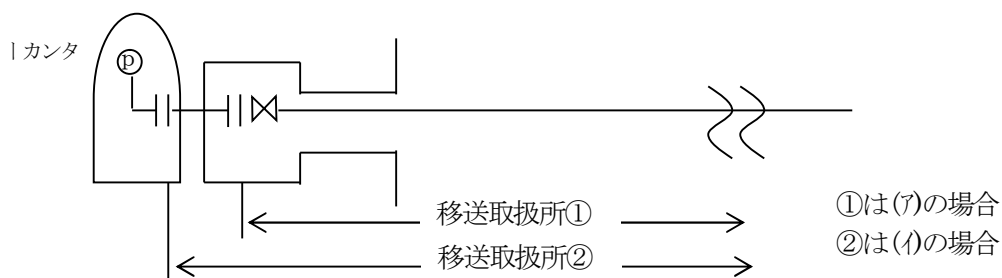 ーカンタ
p
移送取扱所①
①は(ｱ)の場合
移送取扱所②
②は(ｲ)の場合